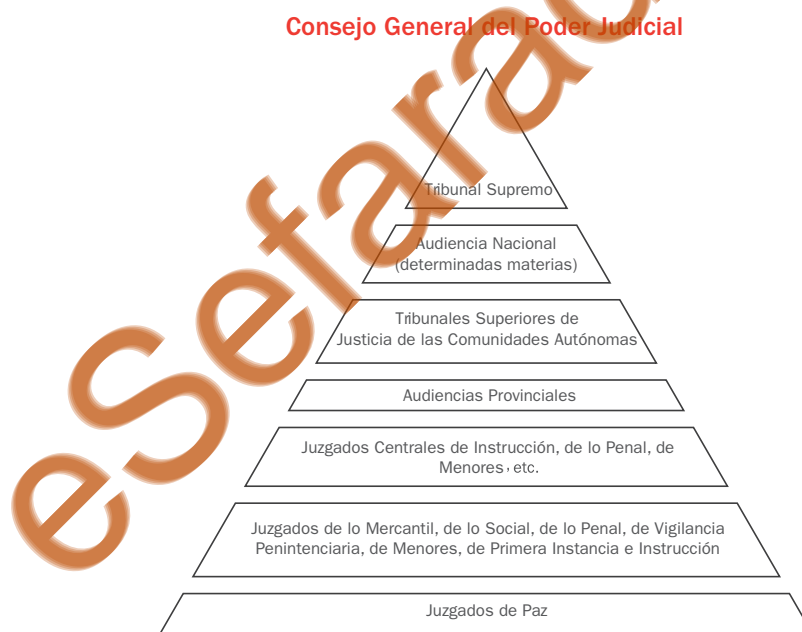 Consejo General del Poder Judicial
Tribunal Supremo
Audiencia Nacional
(determinadas materias)
Tribunales Superiores de
Justicia de las Comunidades Autónomas
Audiencias Provinciales
Juzgados Centrales de Instrucción, de lo Penal, de
Menores, etc.
Juzgados de lo Mercantil, de lo Social, de lo Penal, de Vigilancia
Penintenciaria, de Menores, de Primera Instancia e Instrucción
Juzgados de Paz
eSefarad